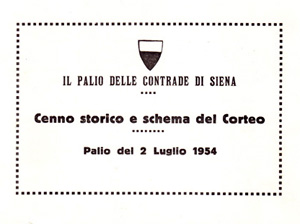 IL PALIO DELLE CONTRADE DI SIENA
Cenno storico e schema del Corteo
Palio del 2 Luglio 1954